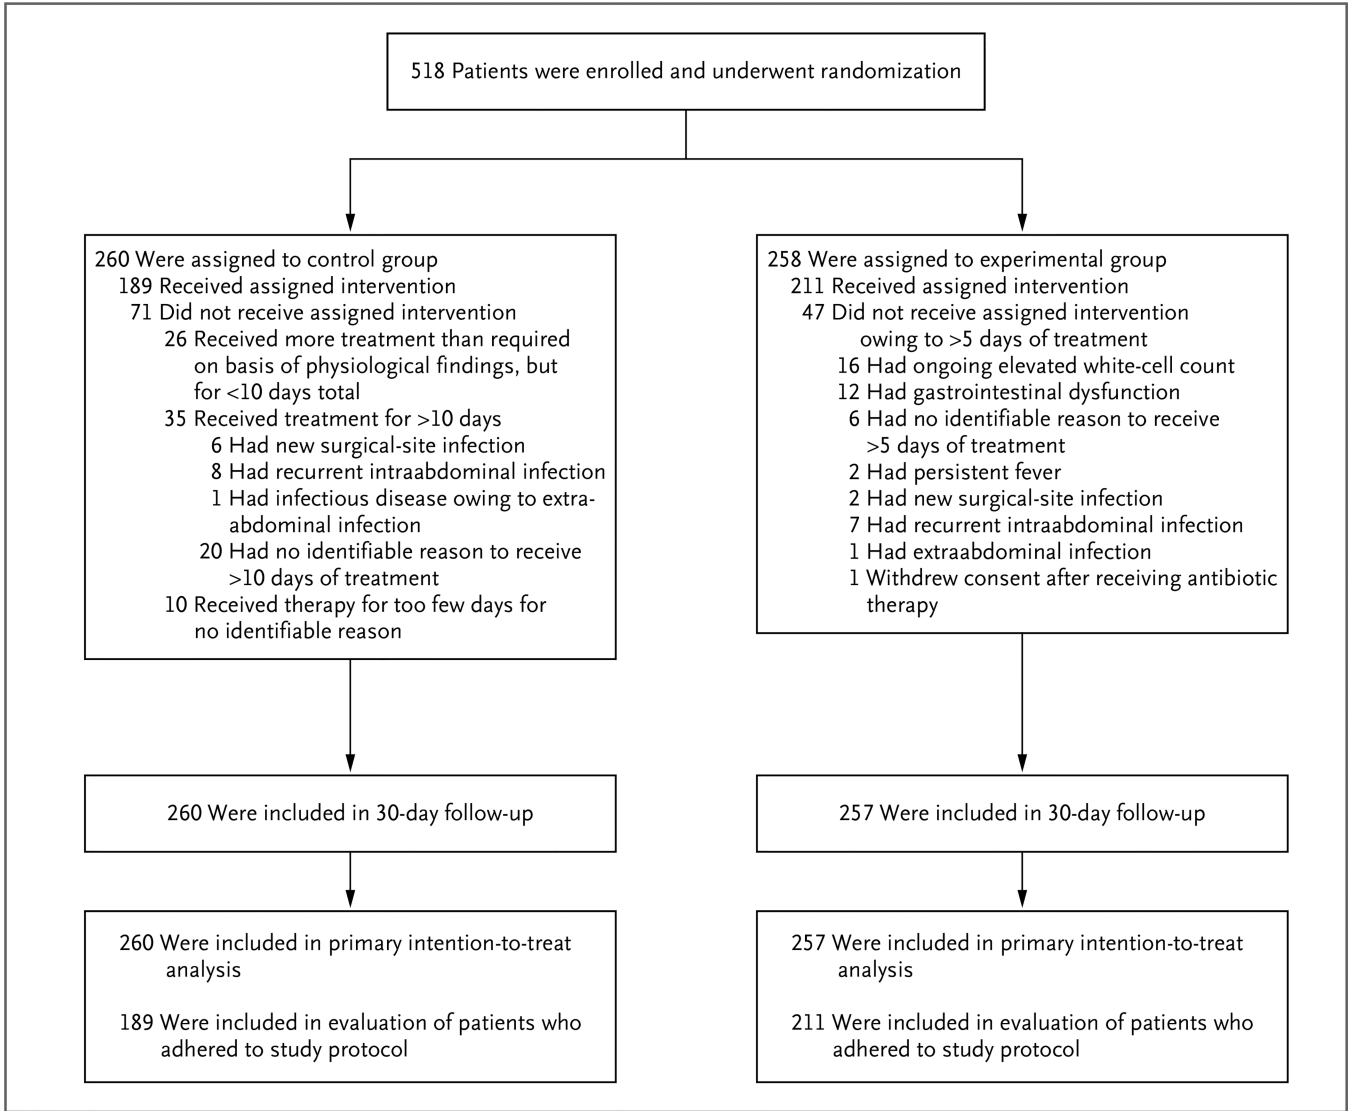 518 Patients were enrolled and underwent randomization
260 Were assigned to control group
189 Received assigned intervention
71 Did not receive assigned intervention
26 Received more treatment than required
on basis of physiological findings, but
for <10 days total
35 Received treatment for >10 days
6 Had new surgical-site infection
8 Had recurrent intraabdominal infection
1 Had infectious disease owing to extra-
abdominal infection
20 Had no identifiable reason to receive
>10 days of treatment
10 Received therapy for too few days for
no identifiable reason
258 Were assigned to experimental group
211 Received assigned intervention
47 Did not receive assigned intervention
owing to >5 days of treatment
16 Had ongoing elevated white-cell count
12 Had gastrointestinal dysfunction
6 Had no identifiable reason to receive
>5 days of treatment
2 Had persistent fever
2 Had new surgical-site infection
7 Had recurrent intraabdominal infection
1 Had extraabdominal infection
1 Withdrew consent after receiving antibiotic
therapy
260 Were included in 30-day follow-up
257 Were included in 30-day follow-up
260 Were included in primary intention-to-treat
analysis
189 Were included in evaluation of patients who
adhered to study protocol
257 Were included in primary intention-to-treat
analysis
211 Were included in evaluation of patients who
adhered to study protocol